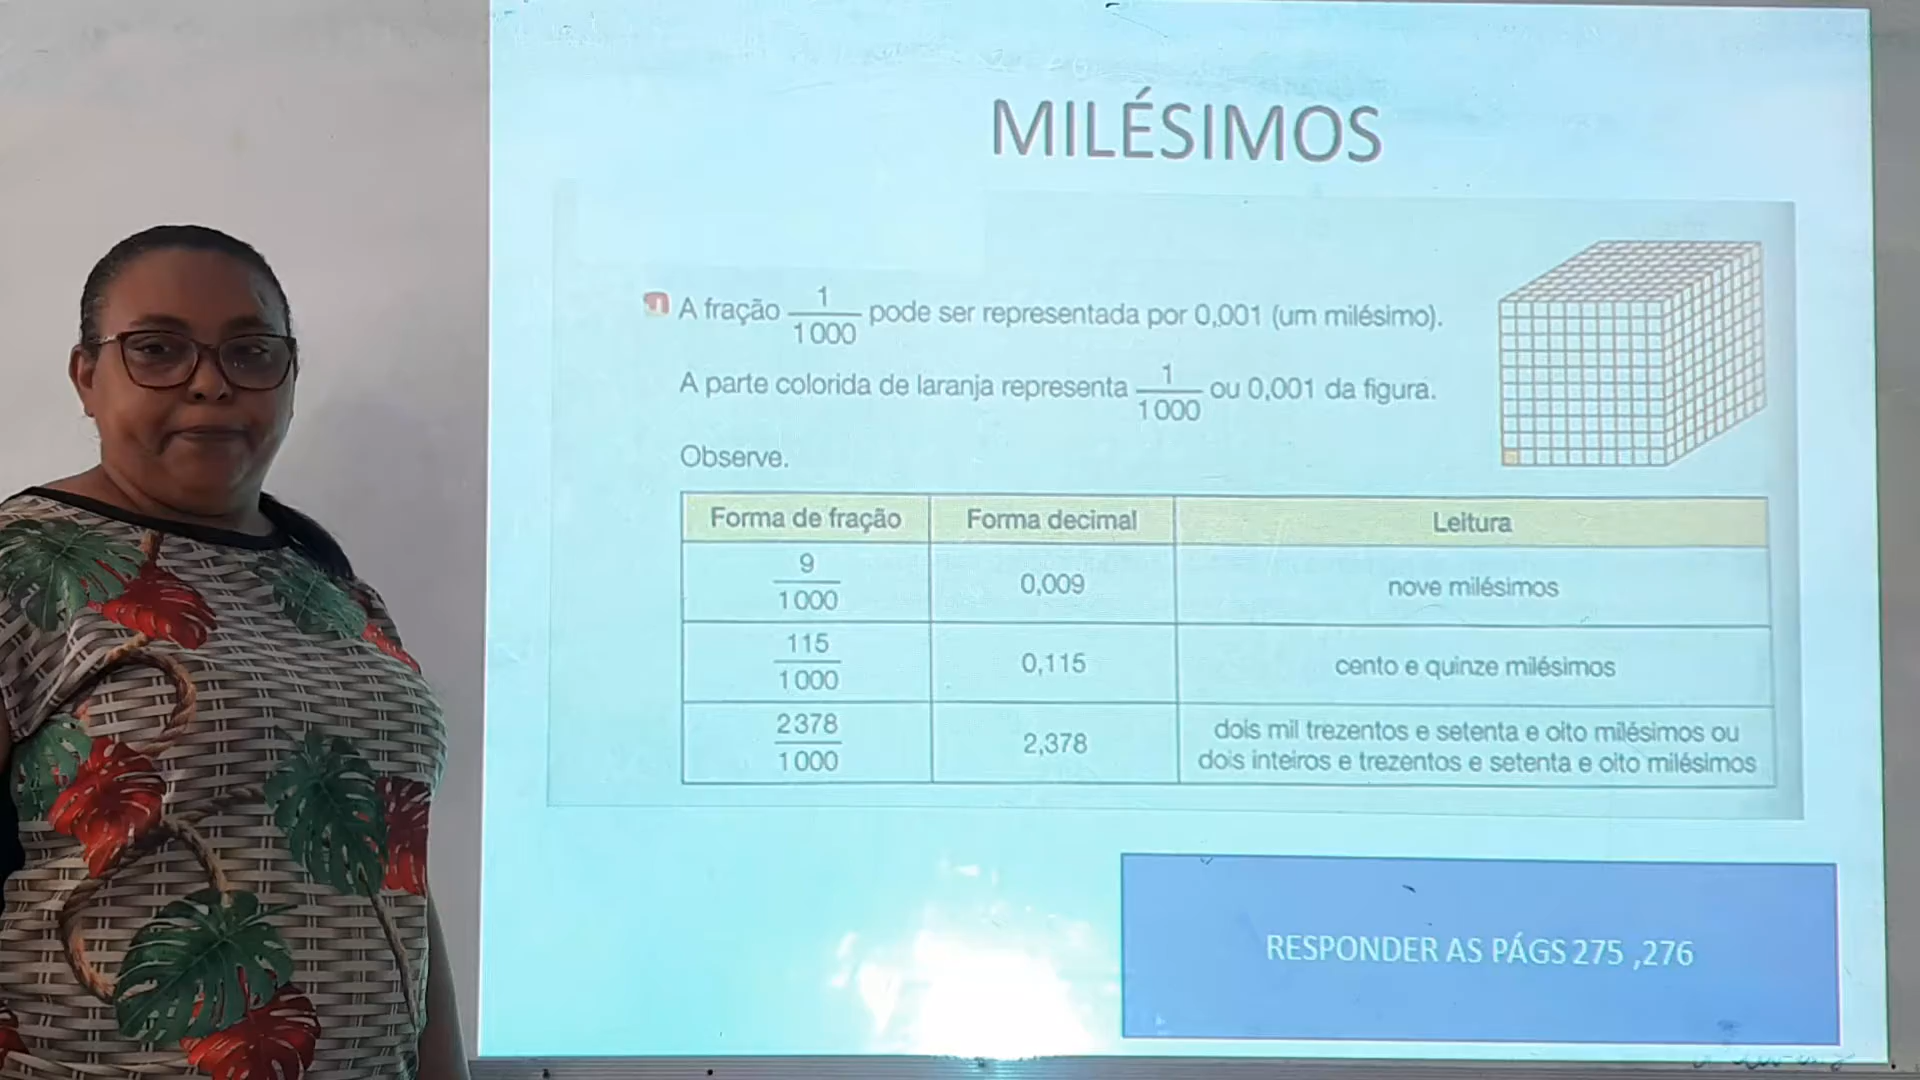 MILÉSIMOS
A fração 1/1000 pode ser representada por 0,001 (um milésimo).
A parte colorida de laranja representa 1/1000 ou 0,001 da figura.
Observe.
Forma de fração Forma decimal Leitura
9/1000 0,009 nove milésimos
115/1000 0,115 cento e quinze milésimos
2378/1000 2,378 dois mil trezentos e setenta e oito milésimos ou
dois inteiros e trezentos e setenta e oito milésimos
RESPONDER AS PÁGS 275 ,276